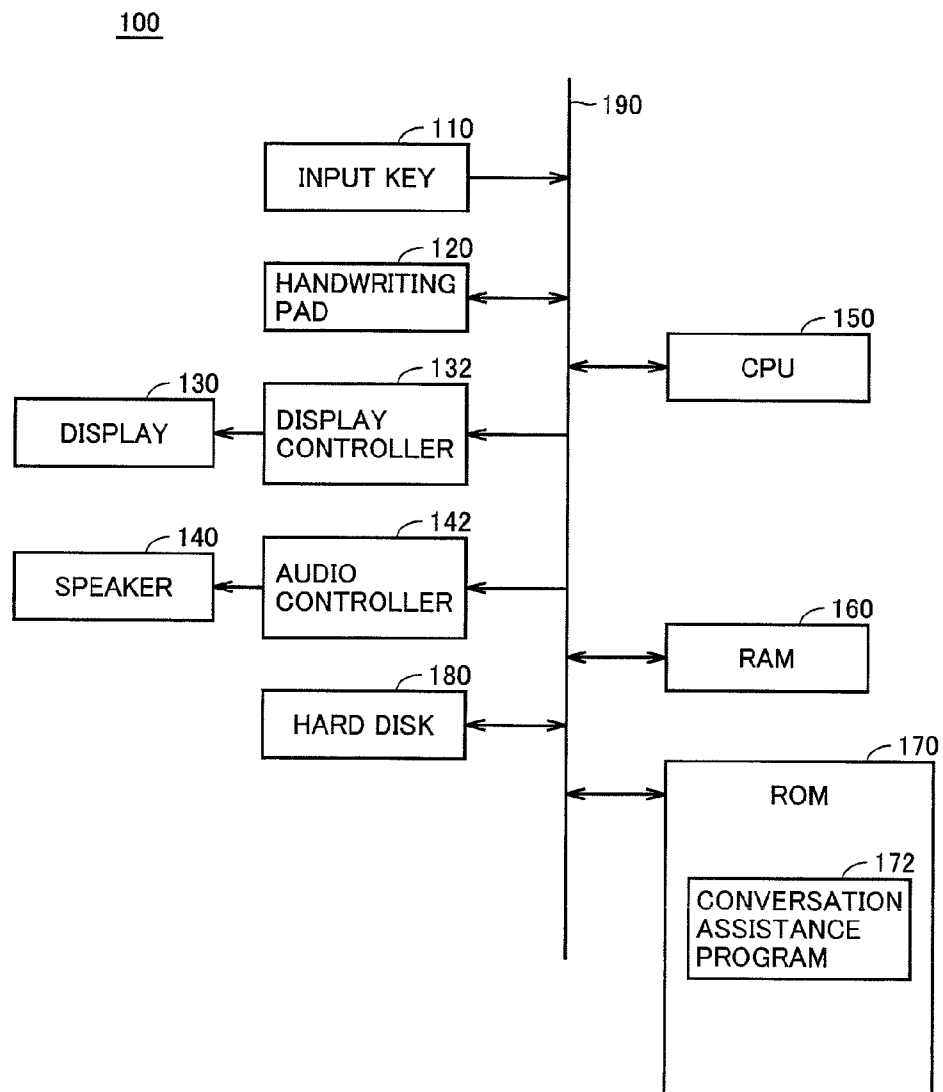 100
190
110
INPUT KEY
120
HANDWRITING
PAD
150
CPU
130
DISPLAY
132
DISPLAY
CONTROLLER
140
SPEAKER
142
AUDIO
CONTROLLER
160
RAM
180
HARD DISK
170
ROM
172
CONVERSATION
ASSISTANCE
PROGRAM